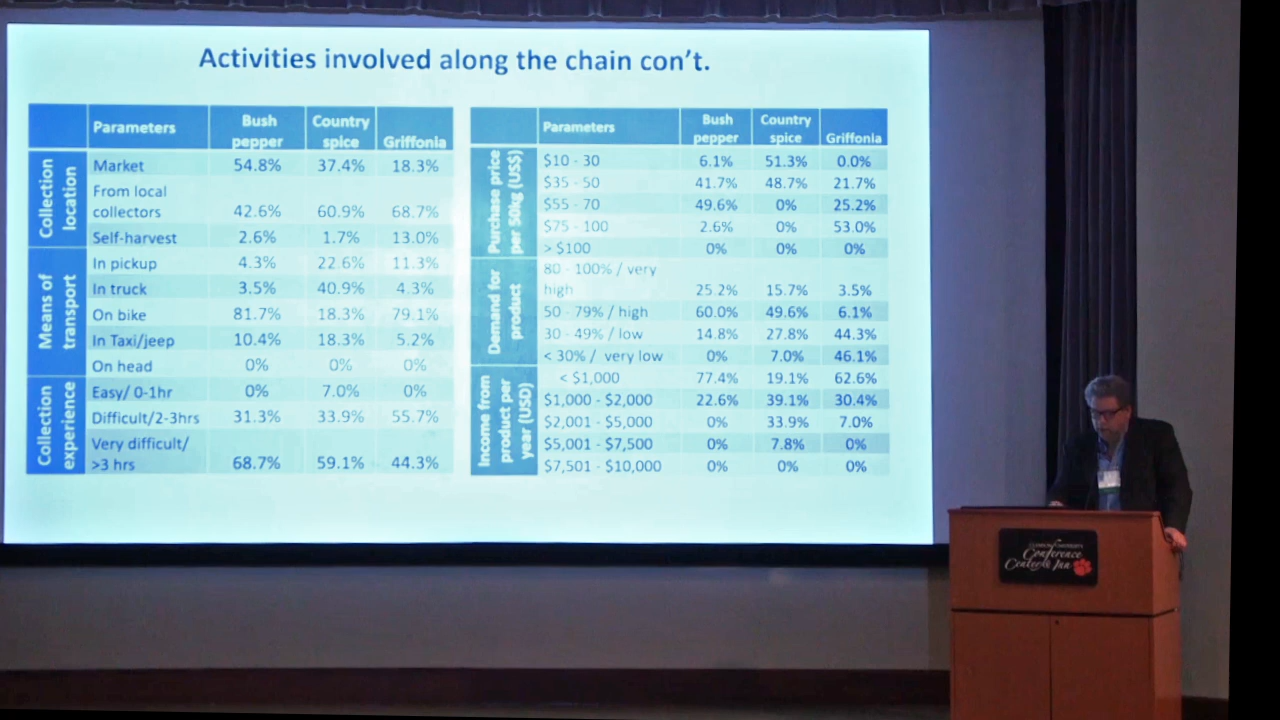 Activities involved along the chain con't.
Parameters Bush pepper Country spice Griffonia
Collection location
Market 54.8% 37.4% 18.3%
From local collectors 42.6% 60.9% 68.7%
Self-harvest 2.6% 1.7% 13.0%
Means of transport
In pickup 4.3% 22.6% 11.3%
In truck 3.5% 40.9% 4.3%
On bike 81.7% 18.3% 79.1%
In Taxi/jeep 10.4% 18.3% 5.2%
On head 0% 0% 0%
Collection experience
Easy/ 0-1hr 0% 7.0% 0%
Difficult/2-3hrs 31.3% 33.9% 55.7%
Very difficult/ >3 hrs 68.7% 59.1% 44.3%
Parameters Bush pepper Country spice Griffonia
Purchase price per 50kg (US$)
$10 - 30 6.1% 51.3% 0.0%
$35 - 50 41.7% 48.7% 21.7%
$55 - 70 49.6% 0% 25.2%
$75 - 100 2.6% 0% 53.0%
> $100 0% 0% 0%
Demand for product
80 - 100% / very high 25.2% 15.7% 3.5%
50 - 79% / high 60.0% 49.6% 6.1%
30 - 49% / low 14.8% 27.8% 44.3%
< 30% / very low 0% 7.0% 46.1%
Income from product per year (USD)
< $1,000 77.4% 19.1% 62.6%
$1,000 - $2,000 22.6% 39.1% 30.4%
$2,001 - $5,000 0% 33.9% 7.0%
$5,001 - $7,500 0% 7.8% 0%
$7,501 - $10,000 0% 0% 0%
Conference
Center & Inn